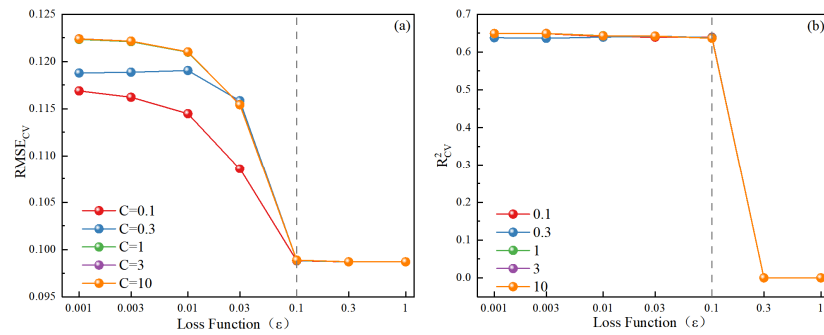 (a)
RMSE_CV
0.125
0.120
0.115
0.110
0.105
0.100
0.095
C=0.1
C=0.3
C=1
C=3
C=10
0.001 0.003 0.01 0.03 0.1 0.3 1
Loss Function（ε）
(b)
R²_CV
0.7
0.6
0.5
0.4
0.3
0.2
0.1
0.0
0.1
0.3
1
3
10
0.001 0.003 0.01 0.03 0.1 0.3 1
Loss Function（ε）